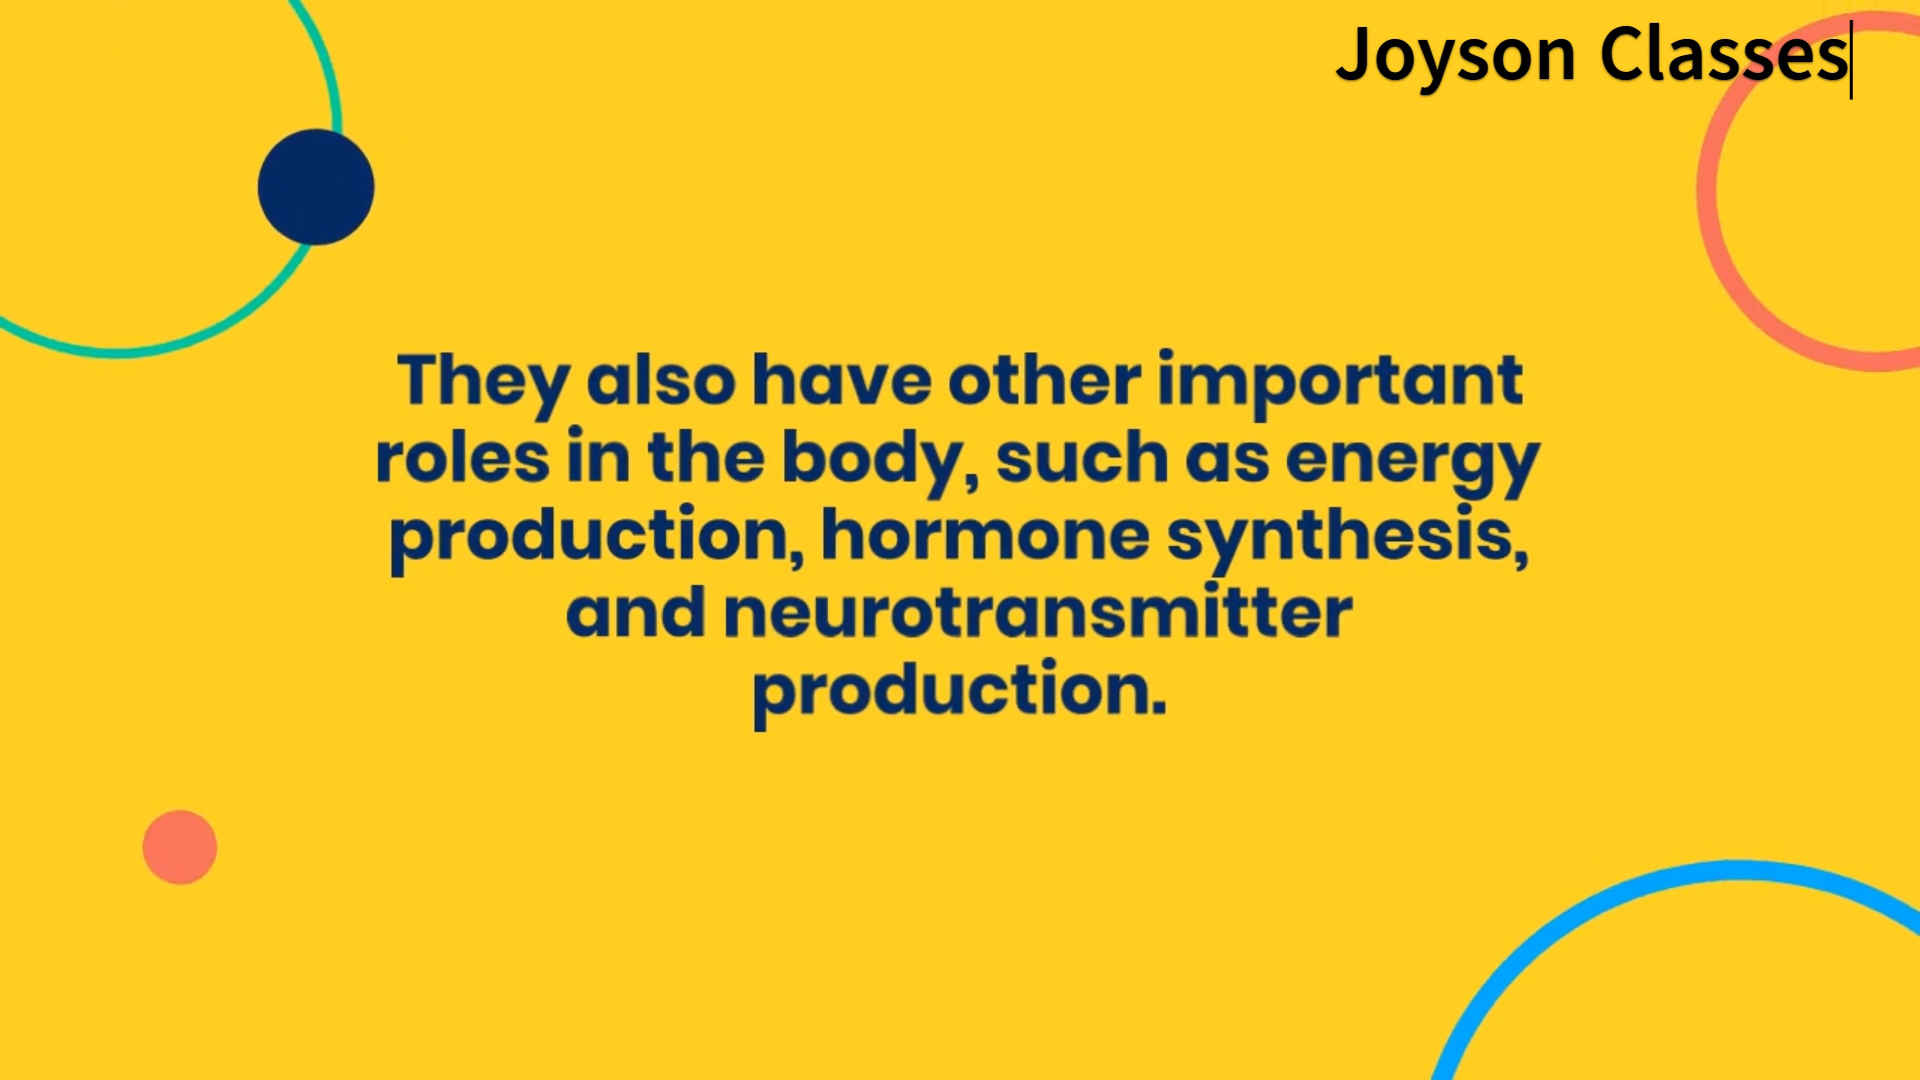 Joyson Classes
They also have other important
roles in the body, such as energy
production, hormone synthesis,
and neurotransmitter
production.